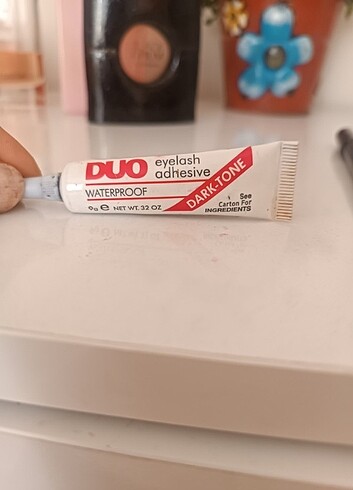 DUO eyelash
adhesive
WATERPROOF
DARK-TONE
9g e NET WT. 32 OZ
See
Carton For
INGREDIENTS